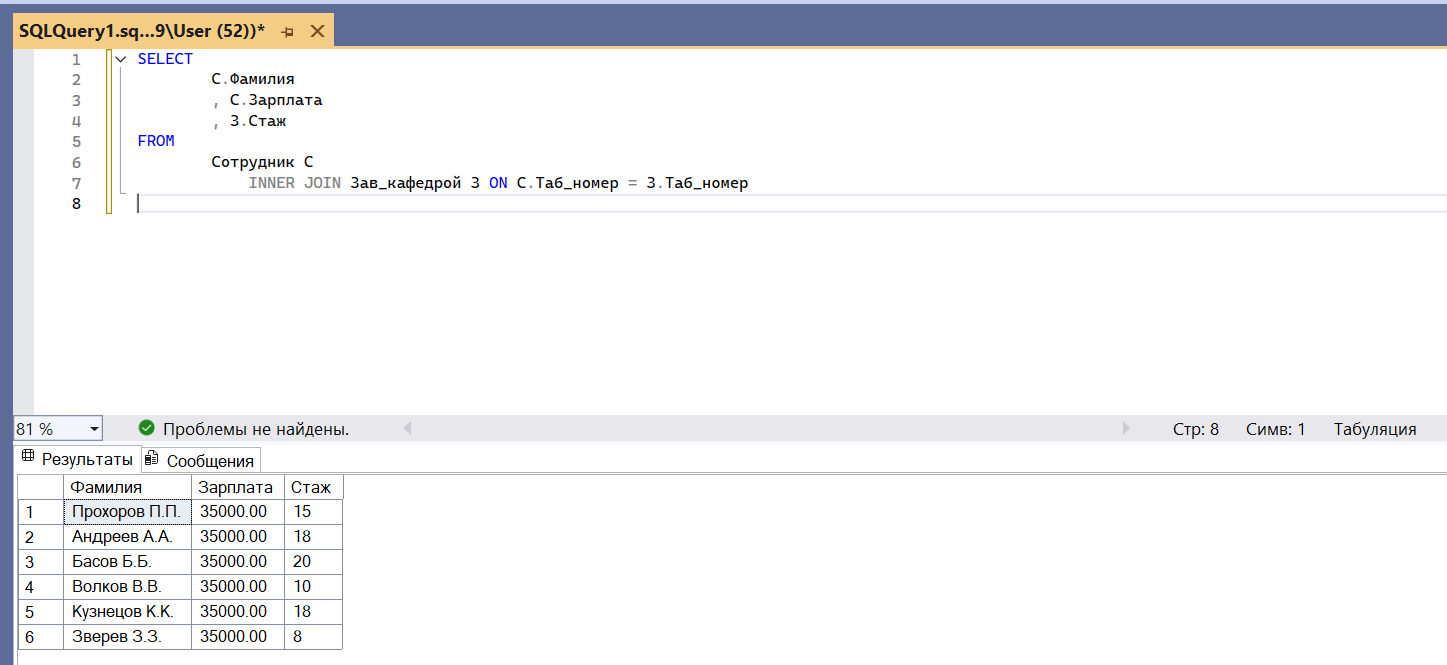 SQLQuery1.sq...9\User (52))*
1 SELECT
2 С.Фамилия
3 , С.Зарплата
4 , З.Стаж
5 FROM
6 Сотрудник С
7 INNER JOIN Зав_кафедрой З ON С.Таб_номер = З.Таб_номер
8
81 % Проблемы не найдены. Стр: 8 Симв: 1 Табуляция
Результаты Сообщения
Фамилия Зарплата Стаж
1 Прохоров П.П. 35000.00 15
2 Андреев А.А. 35000.00 18
3 Басов Б.Б. 35000.00 20
4 Волков В.В. 35000.00 10
5 Кузнецов К.К. 35000.00 18
6 Зверев З.З. 35000.00 8